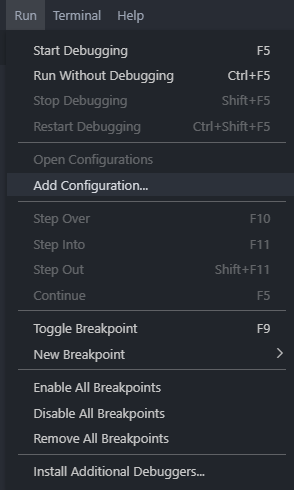 Run Terminal Help
Start Debugging F5
Run Without Debugging Ctrl+F5
Stop Debugging Shift+F5
Restart Debugging Ctrl+Shift+F5
Open Configurations
Add Configuration...
Step Over F10
Step Into F11
Step Out Shift+F11
Continue F5
Toggle Breakpoint F9
New Breakpoint
Enable All Breakpoints
Disable All Breakpoints
Remove All Breakpoints
Install Additional Debuggers...